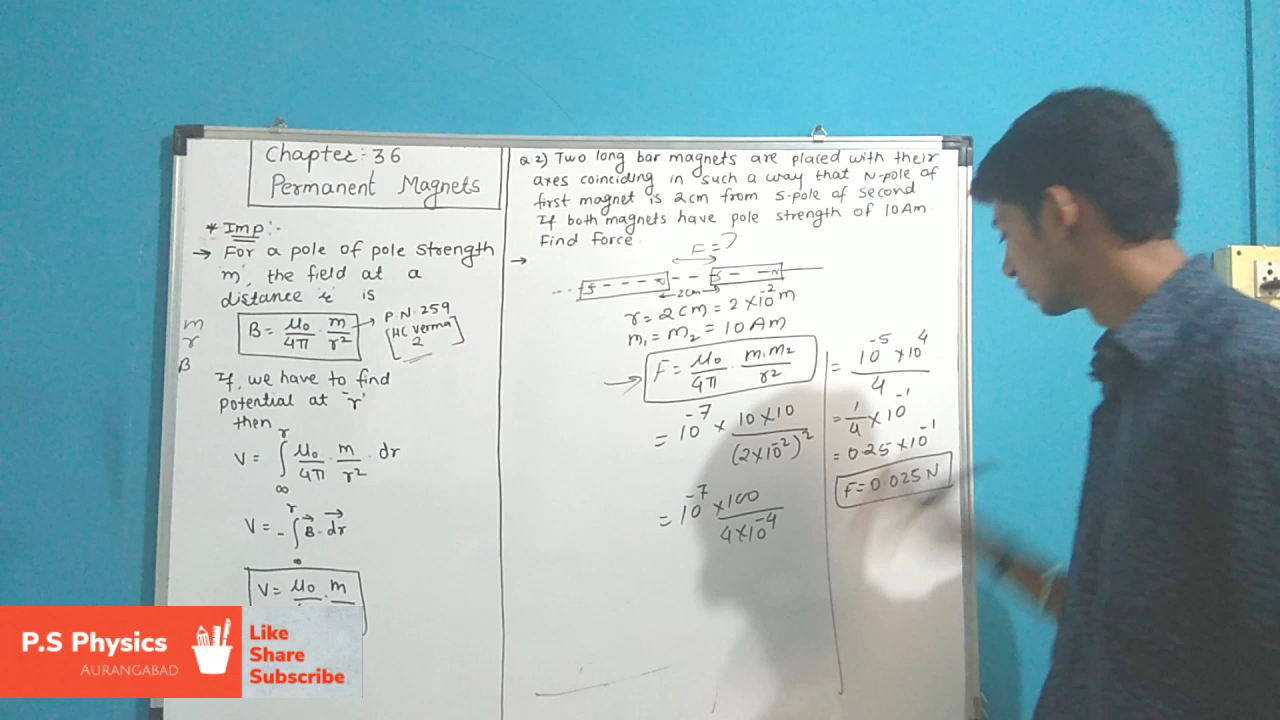 Chapter: 36
Permanent Magnets
* Imp:-
→ For a pole of pole strength
'm', the field at a
distance r is
m
r
B
B = μ₀/4π · m/r²
→ P.N. 259
[HC Verma
2]
If, we have to find
potential at "r"
then
V = ∫_∞^r μ₀/4π · m/r² · dr
V = -∫_∞^r B⃗ · dr⃗
V = μ₀ · m
Q 2) Two long bar magnets are placed with their
axes coinciding in such a way that N-pole of
first magnet is 2cm from S-pole of second
If both magnets have pole strength of 10 Am.
Find force.
→
F = ?
S - - - - N - - S - - N
2cm
r = 2cm = 2×10⁻² m
m₁ = m₂ = 10 Am
→ F = μ₀/4π · m₁m₂/r²
= 10⁻⁷ × 10×10/(2×10⁻²)²
= 10⁻⁷ × 100/4×10⁻⁴
= 10⁻⁵ × 10⁴/4
= 1/4 × 10⁻¹
= 0.25×10⁻¹
F = 0.025 N
P.S Physics
AURANGABAD
Like
Share
Subscribe